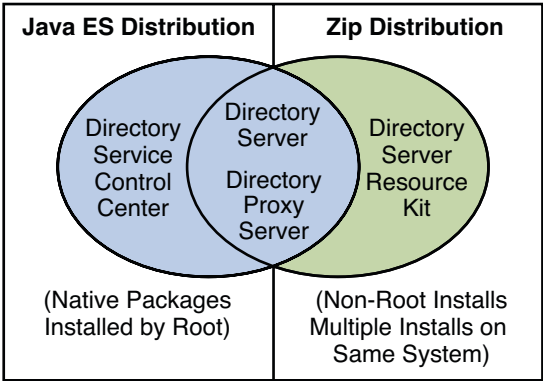 Java ES Distribution
Zip Distribution
Directory
Service
Control
Center
Directory
Server
Directory
Proxy
Server
Directory
Server
Resource
Kit
(Native Packages
Installed by Root)
(Non-Root Installs
Multiple Installs on
Same System)